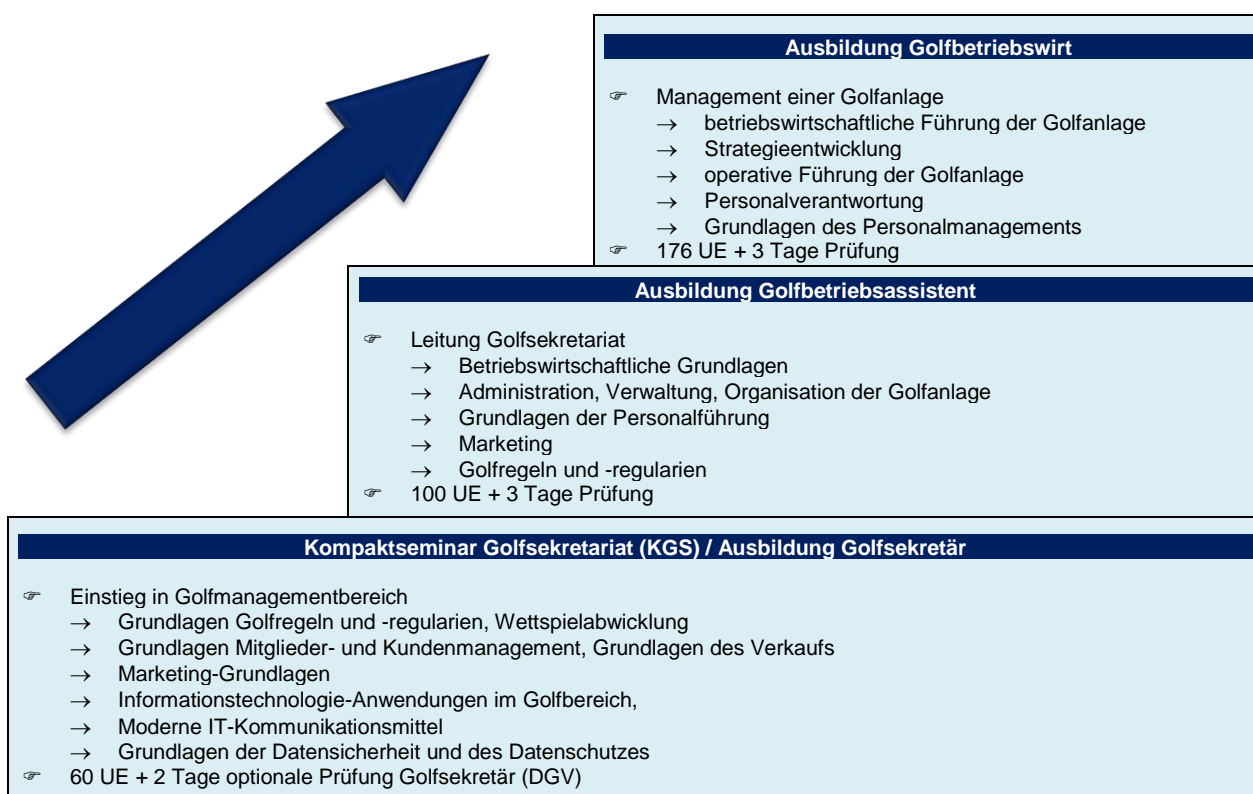 Ausbildung Golfbetriebswirt
☞ Management einer Golfanlage
→ betriebswirtschaftliche Führung der Golfanlage
→ Strategieentwicklung
→ operative Führung der Golfanlage
→ Personalverantwortung
→ Grundlagen des Personalmanagements
☞ 176 UE + 3 Tage Prüfung
Ausbildung Golfbetriebsassistent
☞ Leitung Golfsekretariat
→ Betriebswirtschaftliche Grundlagen
→ Administration, Verwaltung, Organisation der Golfanlage
→ Grundlagen der Personalführung
→ Marketing
→ Golfregeln und -regularien
☞ 100 UE + 3 Tage Prüfung
Kompaktseminar Golfsekretariat (KGS) / Ausbildung Golfsekretär
☞ Einstieg in Golfmanagementbereich
→ Grundlagen Golfregeln und -regularien, Wettspielabwicklung
→ Grundlagen Mitglieder- und Kundenmanagement, Grundlagen des Verkaufs
→ Marketing-Grundlagen
→ Informationstechnologie-Anwendungen im Golfbereich,
→ Moderne IT-Kommunikationsmittel
→ Grundlagen der Datensicherheit und des Datenschutzes
☞ 60 UE + 2 Tage optionale Prüfung Golfsekretär (DGV)